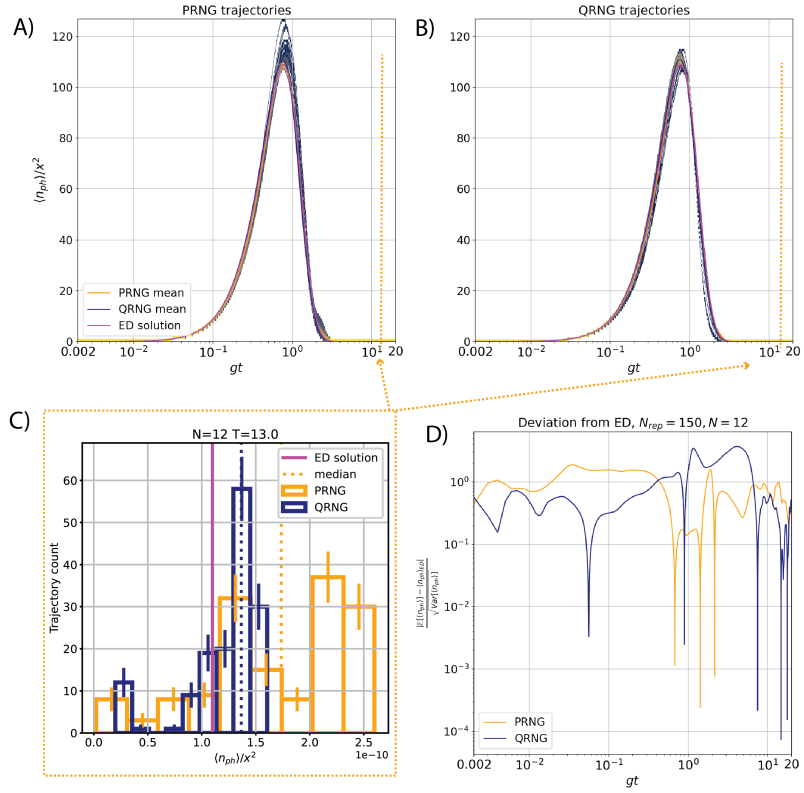 A)
PRNG trajectories
120
100
80
60
40
20
0
⟨n_ph⟩/x²
PRNG mean
QRNG mean
ED solution
0.002 10⁻² 10⁻¹ 10⁰ 10¹ 20
gt
B)
QRNG trajectories
120
100
80
60
40
20
0
0.002 10⁻² 10⁻¹ 10⁰ 10¹ 20
gt
C)
N=12 T=13.0
ED solution
median
PRNG
QRNG
60
50
40
30
20
10
0
Trajectory count
0.0 0.5 1.0 1.5 2.0 2.5
1e−10
⟨n_ph⟩/x²
D)
Deviation from ED, N_rep = 150, N = 12
10⁰
10⁻¹
10⁻²
10⁻³
10⁻⁴
PRNG
QRNG
0.002 10⁻² 10⁻¹ 10⁰ 10¹ 20
gt